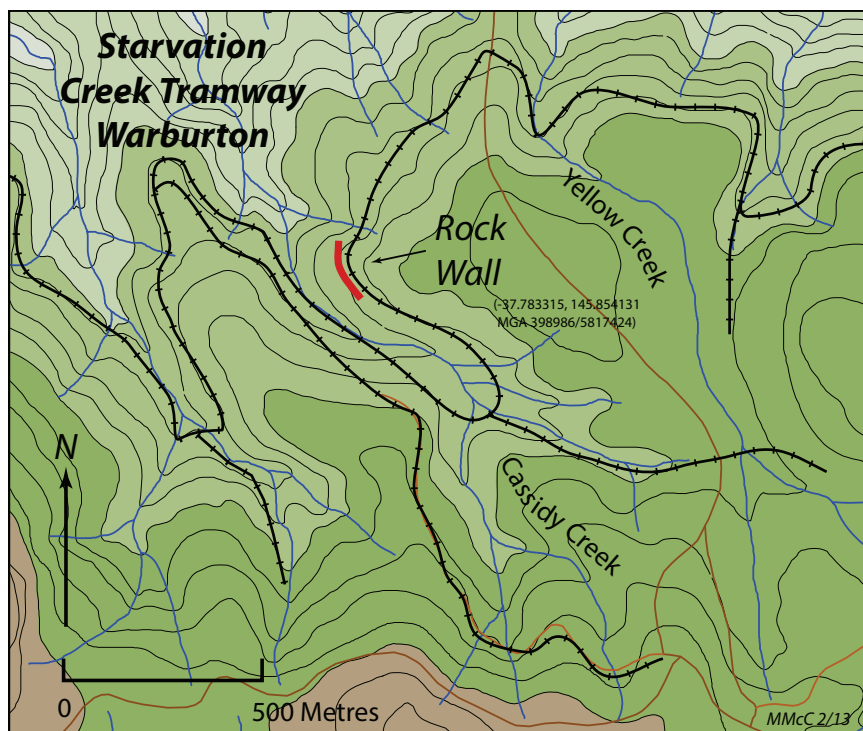 Starvation
Creek Tramway
Warburton
Yellow Creek
Rock
Wall
(-37.783315, 145.854131
MGA 398986/5817424)
N
Cassidy Creek
0
500 Metres
MMcC 2/13